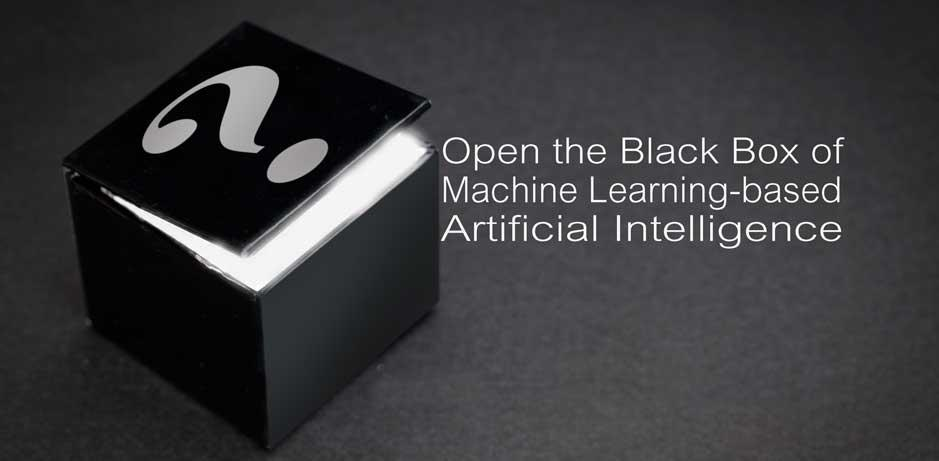 ?
Open the Black Box of
Machine Learning-based
Artificial Intelligence